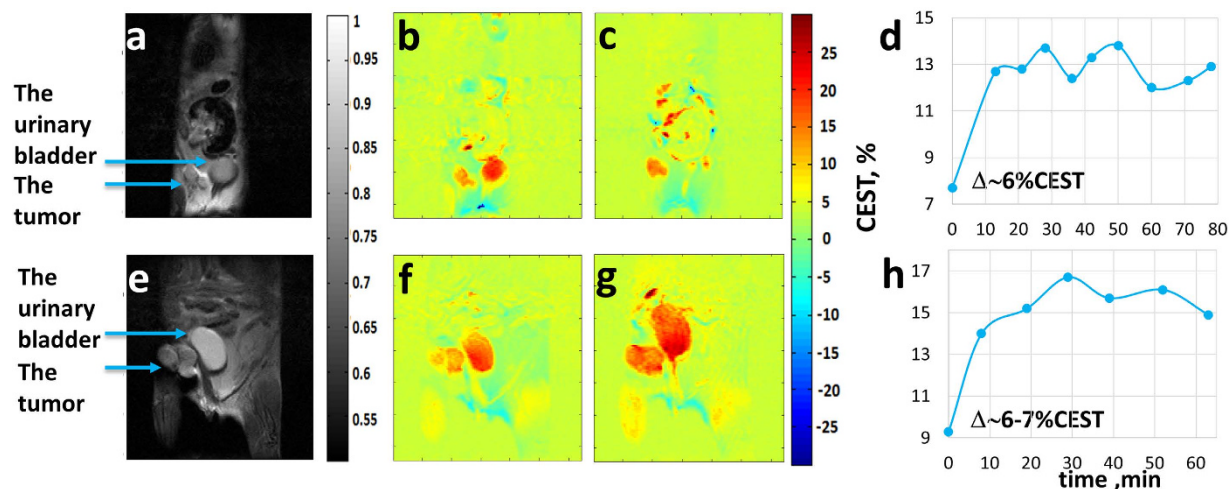 a
b
c
d
The
urinary
bladder
The
tumor
1
0.95
0.9
0.85
0.8
0.75
0.7
0.65
0.6
0.55
25
20
15
10
5
0
-5
-10
-15
-20
-25
CEST, %
15
13
11
9
7
Δ~6%CEST
0 10 20 30 40 50 60 70 80
e
f
g
h
The
urinary
bladder
The
tumor
17
15
13
11
9
Δ~6-7%CEST
0 10 20 30 40 50 60
time ,min